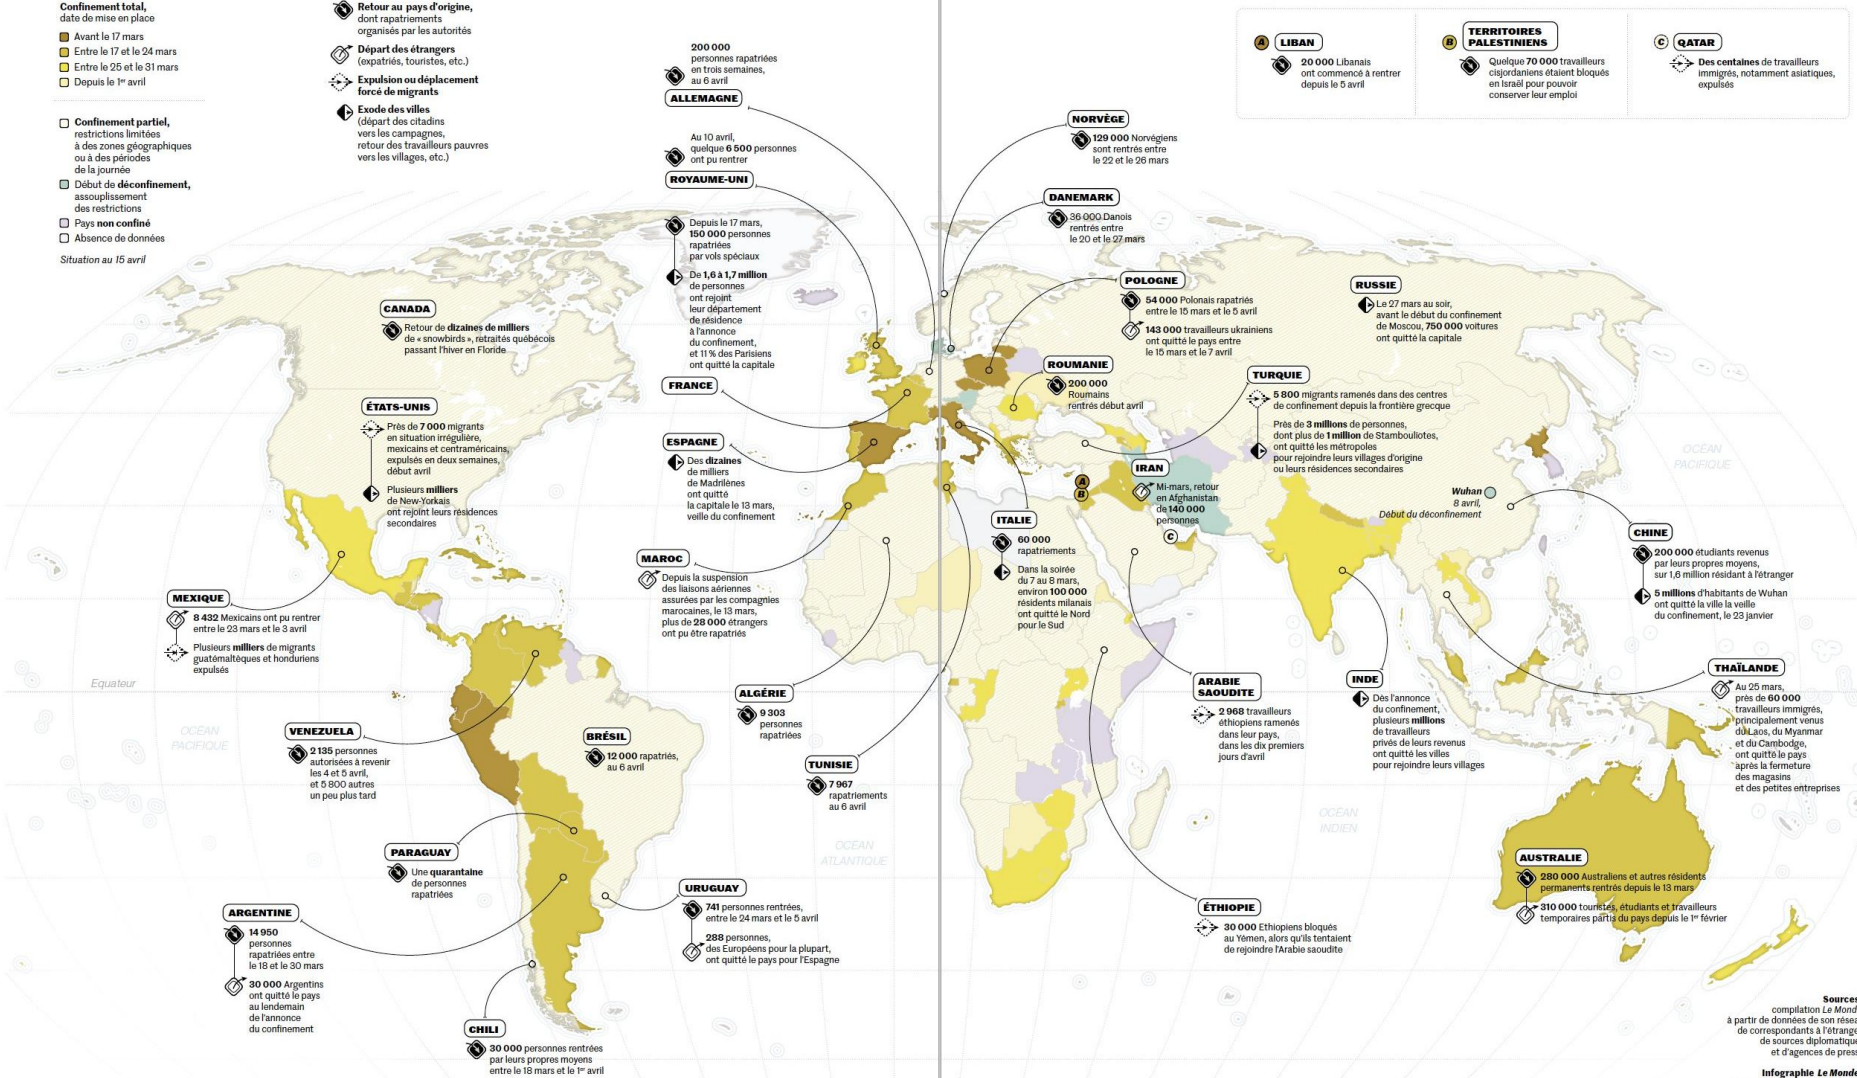 Confinement total,
date de mise en place
Avant le 17 mars
Entre le 17 et le 24 mars
Entre le 25 et le 31 mars
Depuis le 1er avril
Confinement partiel,
restrictions limitées
à des zones géographiques
ou à des périodes
de la journée
Début de déconfinement,
assouplissement
des restrictions
Pays non confiné
Absence de données
Situation au 15 avril
Retour au pays d'origine,
dont rapatriements
organisés par les autorités
Départ des étrangers
(expatriés, touristes, etc.)
Expulsion ou déplacement
forcé de migrants
Exode des villes
(départ des citadins
vers les campagnes,
retour des travailleurs pauvres
vers les villages, etc.)
200 000
personnes rapatriées
en trois semaines,
au 6 avril
ALLEMAGNE
Au 10 avril,
quelque 6 500 personnes
ont pu rentrer
ROYAUME-UNI
Depuis le 17 mars,
150 000 personnes
rapatriées
par vols spéciaux
De 1,6 à 1,7 million
de personnes
ont rejoint
leur département
de résidence
à l'annonce
du confinement,
et 11 % des Parisiens
ont quitté la capitale
FRANCE
ESPAGNE
Des dizaines
de milliers
de Madrilènes
ont quitté
la capitale le 13 mars,
veille du confinement
MAROC
Depuis la suspension
des liaisons aériennes
assurées par les compagnies
marocaines, le 13 mars,
plus de 28 000 étrangers
ont pu être rapatriés
ALGÉRIE
9 303
personnes
rapatriées
TUNISIE
7 967
rapatriements
au 6 avril
A LIBAN
20 000 Libanais
ont commencé à rentrer
depuis le 5 avril
B TERRITOIRES
PALESTINIENS
Quelque 70 000 travailleurs
cisjordaniens étaient bloqués
en Israël pour pouvoir
conserver leur emploi
C QATAR
Des centaines de travailleurs
immigrés, notamment asiatiques,
expulsés
NORVÈGE
129 000 Norvégiens
sont rentrés entre
le 22 et le 26 mars
DANEMARK
36 000 Danois
rentrés entre
le 20 et le 27 mars
POLOGNE
54 000 Polonais rapatriés
entre le 15 mars et le 5 avril
143 000 travailleurs ukrainiens
ont quitté le pays entre
le 15 mars et le 7 avril
ROUMANIE
200 000
Roumains
rentrés début avril
RUSSIE
Le 27 mars au soir,
avant le début du confinement
de Moscou, 750 000 voitures
ont quitté la capitale
TURQUIE
5 800 migrants ramenés dans des centres
de confinement depuis la frontière grecque
Près de 3 millions de personnes,
dont plus de 1 million de Stambouliotes,
ont quitté les métropoles
pour rejoindre leurs villages d'origine
ou leurs résidences secondaires
IRAN
Mi-mars, retour
en Afghanistan
de 140 000
personnes
A
B
C
ITALIE
60 000
rapatriements
Dans la soirée
du 7 au 8 mars,
environ 100 000
résidents milanais
ont quitté le Nord
pour le Sud
Wuhan
8 avril,
Début du déconfinement
OCÉAN
PACIFIQUE
CHINE
200 000 étudiants revenus
par leurs propres moyens,
sur 1,6 million résidant à l'étranger
5 millions d'habitants de Wuhan
ont quitté la ville la veille
du confinement, le 23 janvier
CANADA
Retour de dizaines de milliers
de « snowbirds », retraités québécois
passant l'hiver en Floride
ÉTATS-UNIS
Près de 7 000 migrants
en situation irrégulière,
mexicains et centraméricains,
expulsés en deux semaines,
début avril
Plusieurs milliers
de New-Yorkais
ont rejoint leurs résidences
secondaires
MEXIQUE
8 432 Mexicains ont pu rentrer
entre le 23 mars et le 3 avril
Plusieurs milliers de migrants
guatémaltèques et honduriens
expulsés
Equateur
OCÉAN
PACIFIQUE
VENEZUELA
2 135 personnes
autorisées à revenir
les 4 et 5 avril,
et 5 800 autres
un peu plus tard
BRÉSIL
12 000 rapatriés,
au 6 avril
PARAGUAY
Une quarantaine
de personnes
rapatriées
ARGENTINE
14 950
personnes
rapatriées entre
le 18 et le 30 mars
30 000 Argentins
ont quitté le pays
au lendemain
de l'annonce
du confinement
URUGUAY
741 personnes rentrées,
entre le 24 mars et le 5 avril
288 personnes,
des Européens pour la plupart,
ont quitté le pays pour l'Espagne
CHILI
30 000 personnes rentrées
par leurs propres moyens
entre le 18 mars et le 1er avril
OCÉAN
ATLANTIQUE
ARABIE
SAOUDITE
2 968 travailleurs
éthiopiens ramenés
dans leur pays,
dans les dix premiers
jours d'avril
ÉTHIOPIE
30 000 Ethiopiens bloqués
au Yémen, alors qu'ils tentaient
de rejoindre l'Arabie saoudite
INDE
Dès l'annonce
du confinement,
plusieurs millions
de travailleurs
privés de leurs revenus
ont quitté les villes
pour rejoindre leurs villages
OCÉAN
INDIEN
THAÏLANDE
Au 25 mars,
près de 60 000
travailleurs immigrés,
principalement venus
du Laos, du Myanmar
et du Cambodge,
ont quitté le pays
après la fermeture
des magasins
et des petites entreprises
AUSTRALIE
280 000 Australiens et autres résidents
permanents rentrés depuis le 13 mars
310 000 touristes, étudiants et travailleurs
temporaires partis du pays depuis le 1er février
Sources
compilation Le Mond
à partir de données de son résea
de correspondants à l'étrange
de sources diplomatique
et d'agences de press
Infographie Le Monde